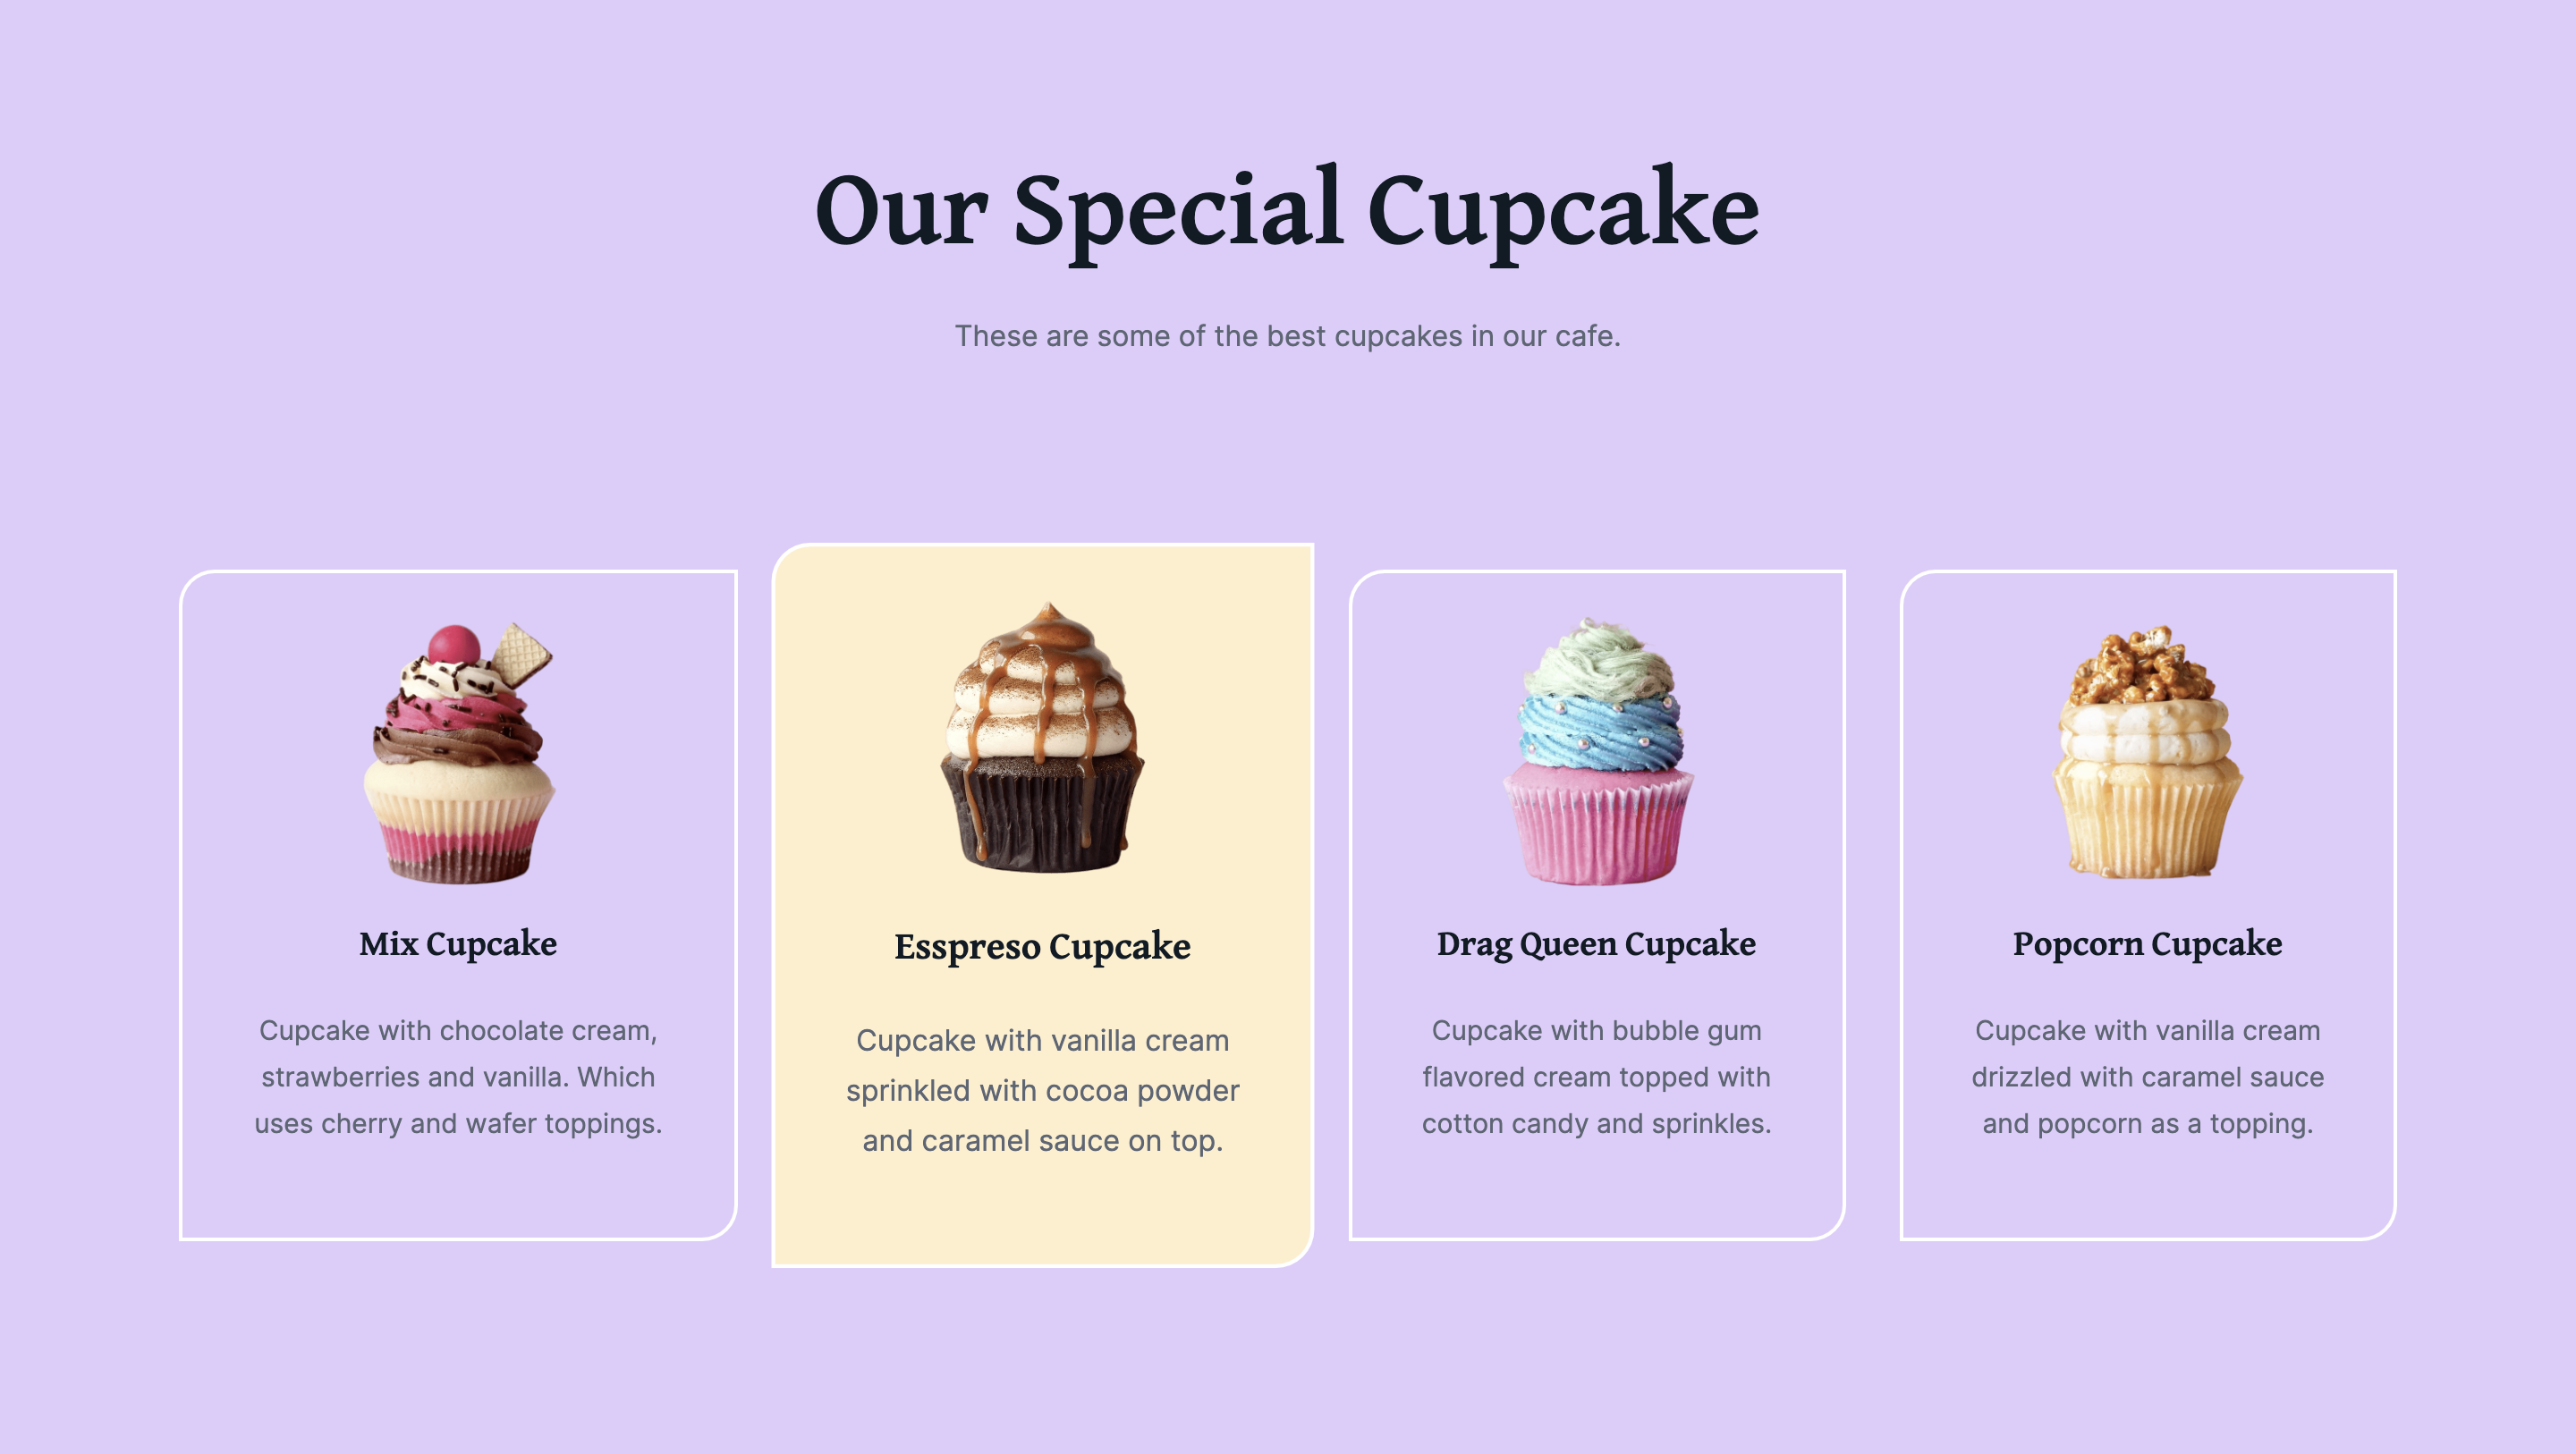 Our Special Cupcake
These are some of the best cupcakes in our cafe.
Mix Cupcake
Cupcake with chocolate cream,
strawberries and vanilla. Which
uses cherry and wafer toppings.
Esspreso Cupcake
Cupcake with vanilla cream
sprinkled with cocoa powder
and caramel sauce on top.
Drag Queen Cupcake
Cupcake with bubble gum
flavored cream topped with
cotton candy and sprinkles.
Popcorn Cupcake
Cupcake with vanilla cream
drizzled with caramel sauce
and popcorn as a topping.